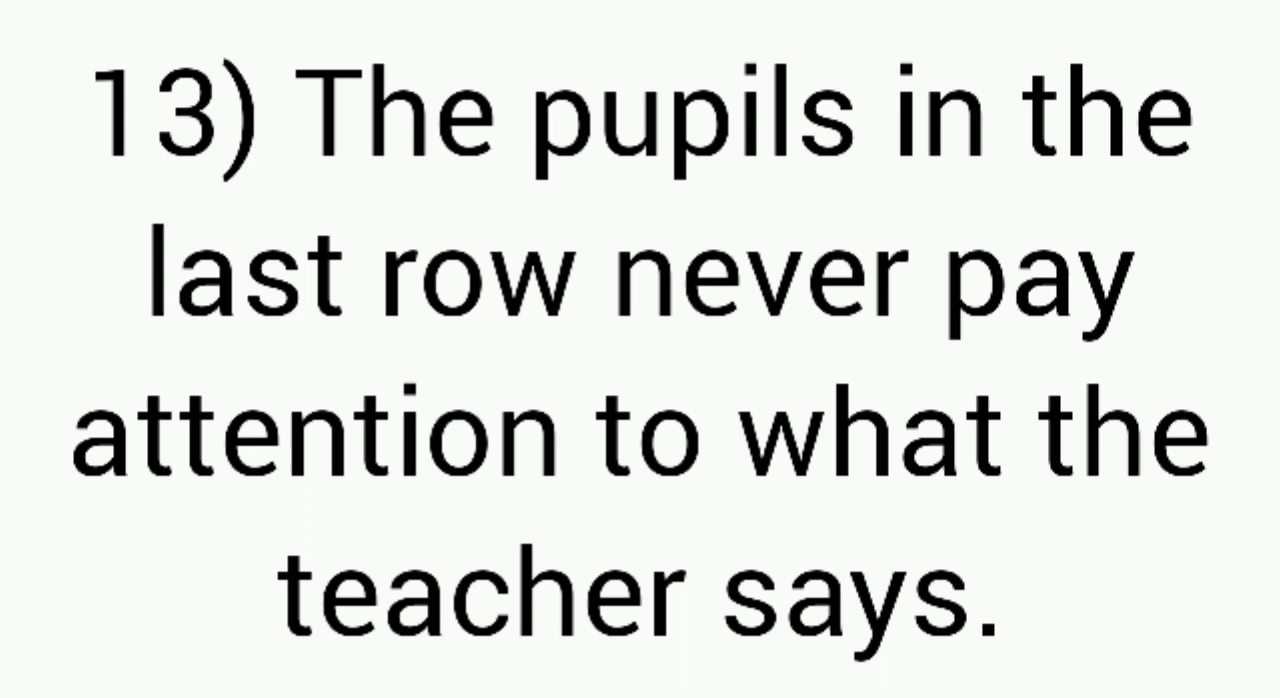 13) The pupils in the
last row never pay
attention to what the
teacher says.